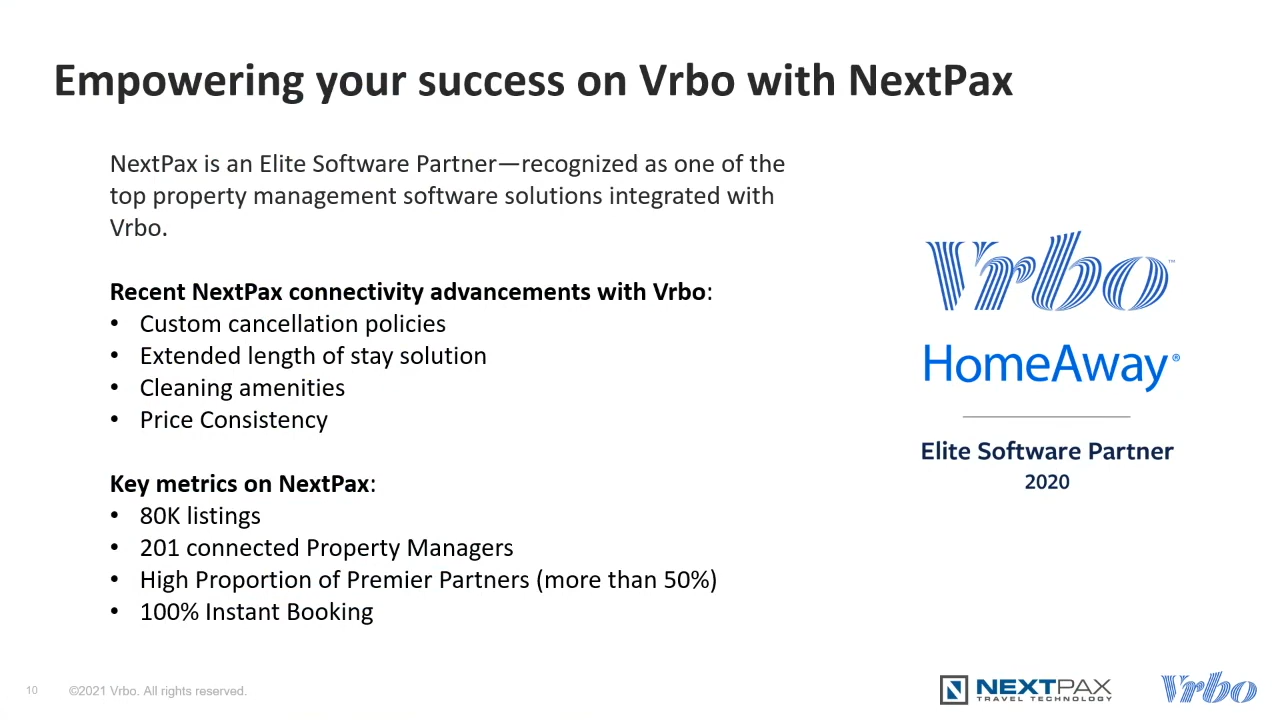 Empowering your success on Vrbo with NextPax
NextPax is an Elite Software Partner—recognized as one of the
top property management software solutions integrated with
Vrbo.
Recent NextPax connectivity advancements with Vrbo:
• Custom cancellation policies
• Extended length of stay solution
• Cleaning amenities
• Price Consistency
Key metrics on NextPax:
• 80K listings
• 201 connected Property Managers
• High Proportion of Premier Partners (more than 50%)
• 100% Instant Booking
Vrbo™
HomeAway®
Elite Software Partner
2020
10 ©2021 Vrbo. All rights reserved.
N NEXTPAX
TRAVEL TECHNOLOGY
Vrbo